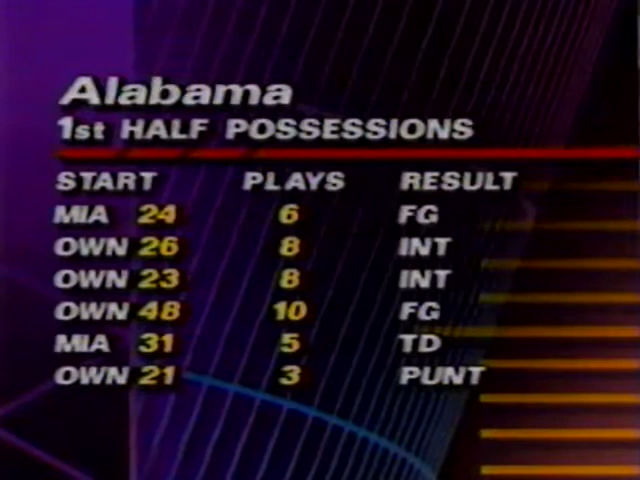 Alabama
1st HALF POSSESSIONS
START PLAYS RESULT
MIA 24 6 FG
OWN 26 8 INT
OWN 23 8 INT
OWN 48 10 FG
MIA 31 5 TD
OWN 21 3 PUNT